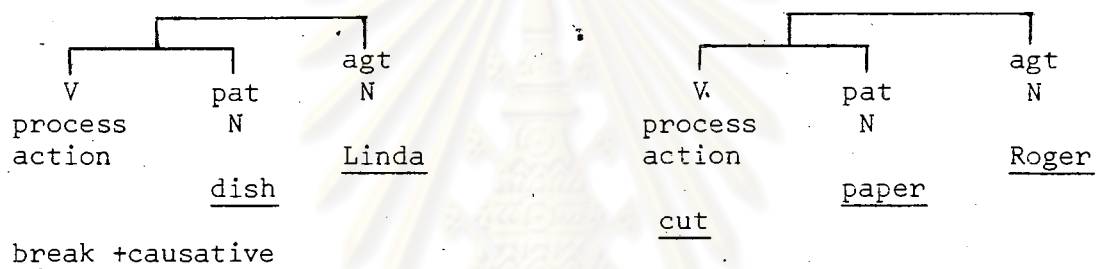 agt agt
V pat N V. pat N
process N process N
action Linda action Roger
dish paper
cut
break +causative